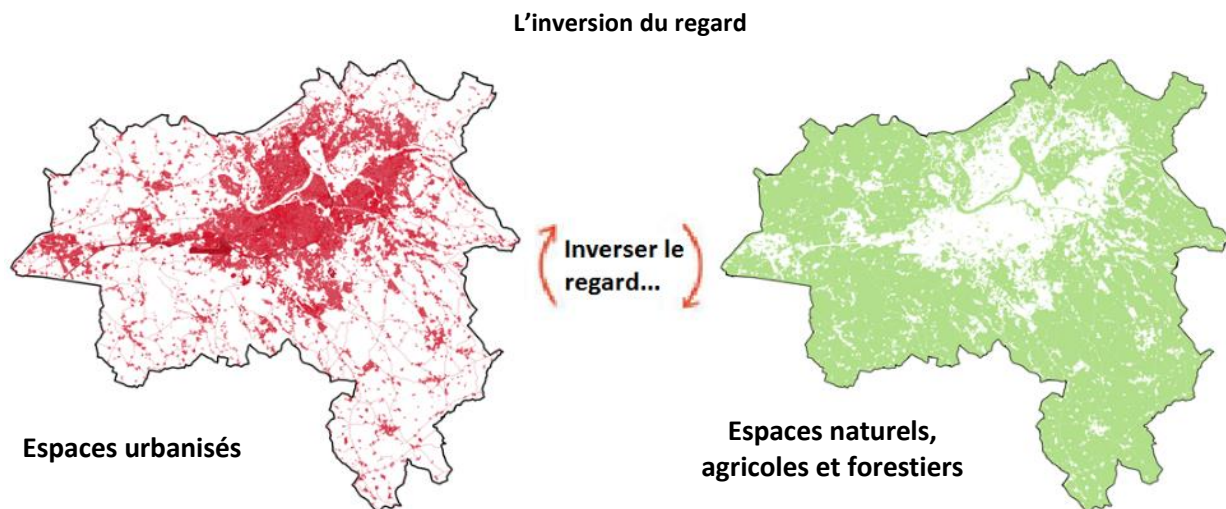 L’inversion du regard
Inverser le
regard...
Espaces urbanisés
Espaces naturels,
agricoles et forestiers